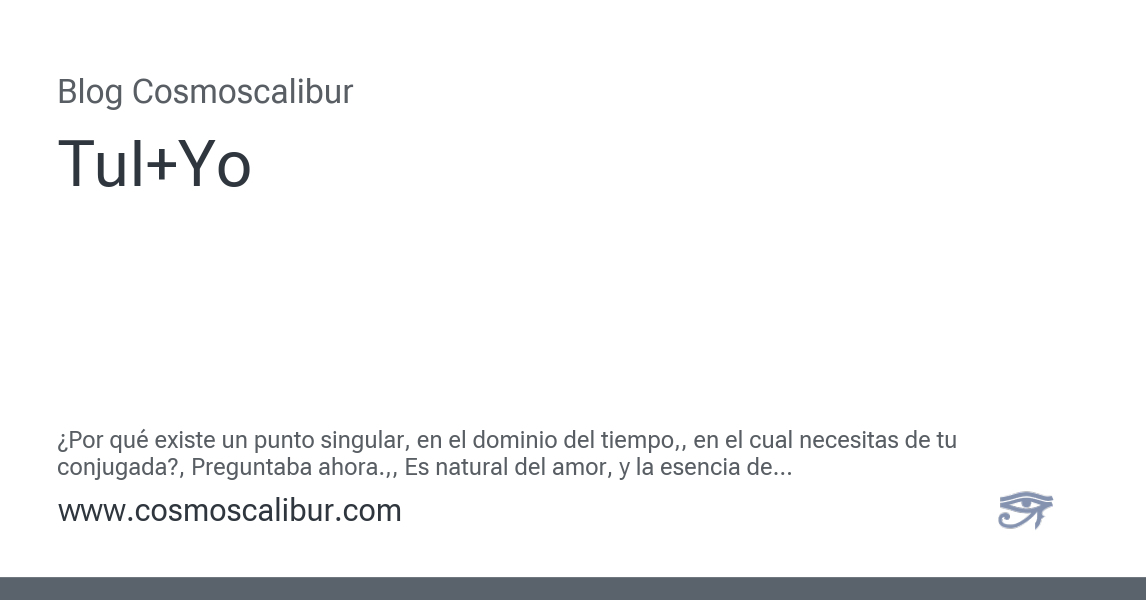 Blog Cosmoscalibur
Tul+Yo
¿Por qué existe un punto singular, en el dominio del tiempo,, en el cual necesitas de tu
conjugada?, Preguntaba ahora.,, Es natural del amor, y la esencia de...
www.cosmoscalibur.com